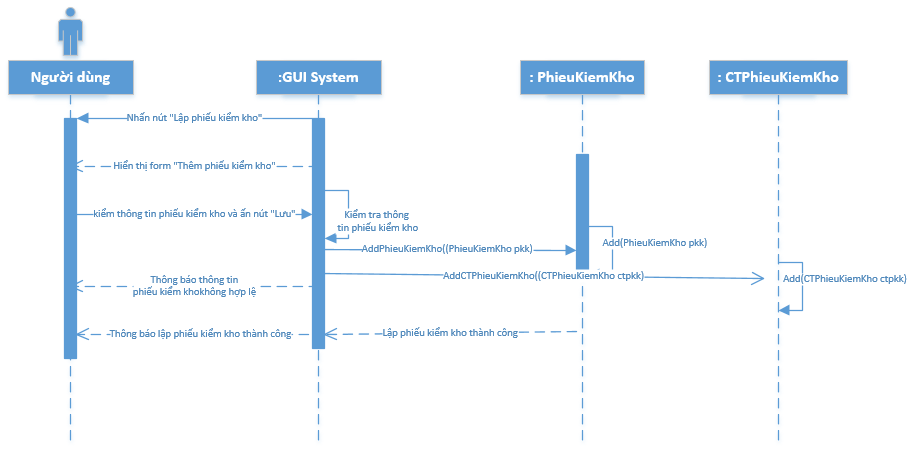 Người dùng
:GUI System
: PhieuKiemKho
: CTPhieuKiemKho
Nhấn nút "Lập phiếu kiểm kho"
Hiển thị form "Thêm phiếu kiểm kho"
kiểm thông tin phiếu kiểm kho và ấn nút "Lưu"
Kiểm tra thông
tin phiếu kiểm kho
AddPhieuKiemKho((PhieuKiemKho pkk)
Add(PhieuKiemKho pkk)
AddCTPhieuKiemKho((CTPhieuKiemKho ctpkk)
Add(CTPhieuKiemKho ctpkk)
Thông báo thông tin
phiếu kiểm khokhông hợp lệ
Thông báo lập phiếu kiểm kho thành công
Lập phiếu kiểm kho thành công